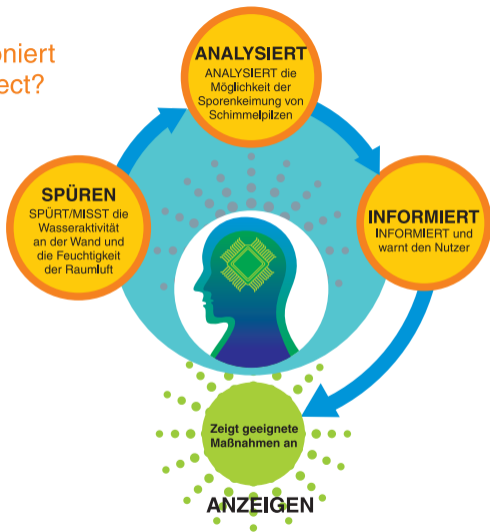 oniert
ect?
ANALYSIERT
ANALYSIERT die
Möglichkeit der
Sporenkeimung von
Schimmelpilzen
SPÜREN
SPÜRT/MISST die
Wasseraktivität
an der Wand und
die Feuchtigkeit
der Raumluft
INFORMIERT
INFORMIERT und
warnt den Nutzer
Zeigt geeignete
Maßnahmen an
ANZEIGEN